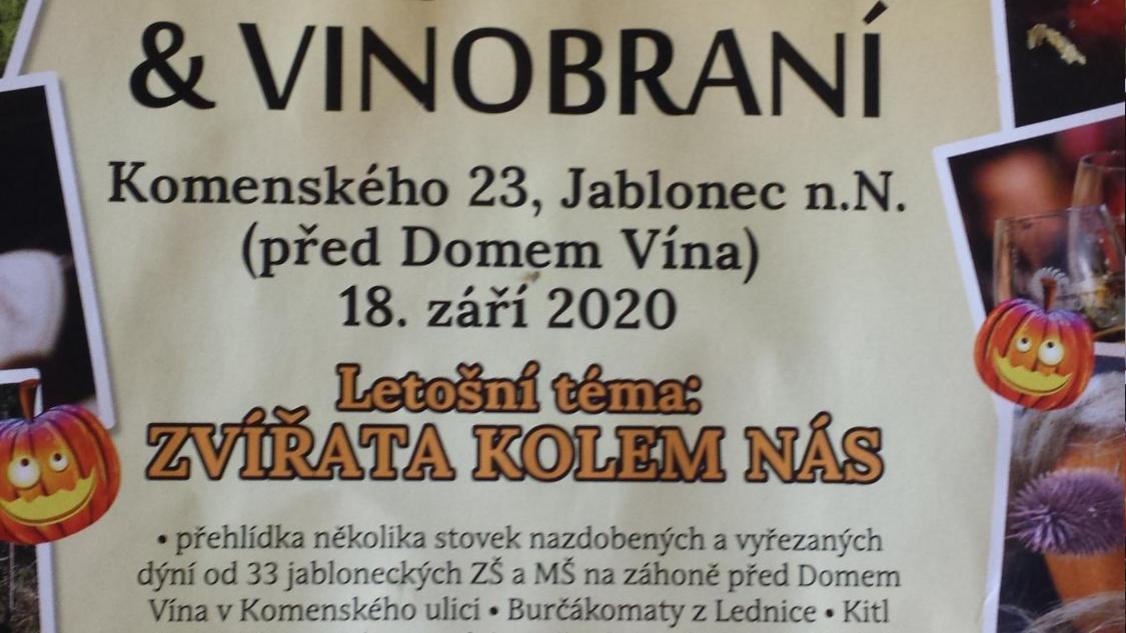 & VINOBRANÍ
Komenského 23, Jablonec n.N.
(před Domem Vína)
18. září 2020
Letošní téma:
ZVÍŘATA KOLEM NÁS
• přehlídka několika stovek nazdobených a vyřezaných
dýní od 33 jabloneckých ZŠ a MŠ na záhoně před Domem
Vína v Komenského ulici • Burčákomaty z Lednice • Kitl